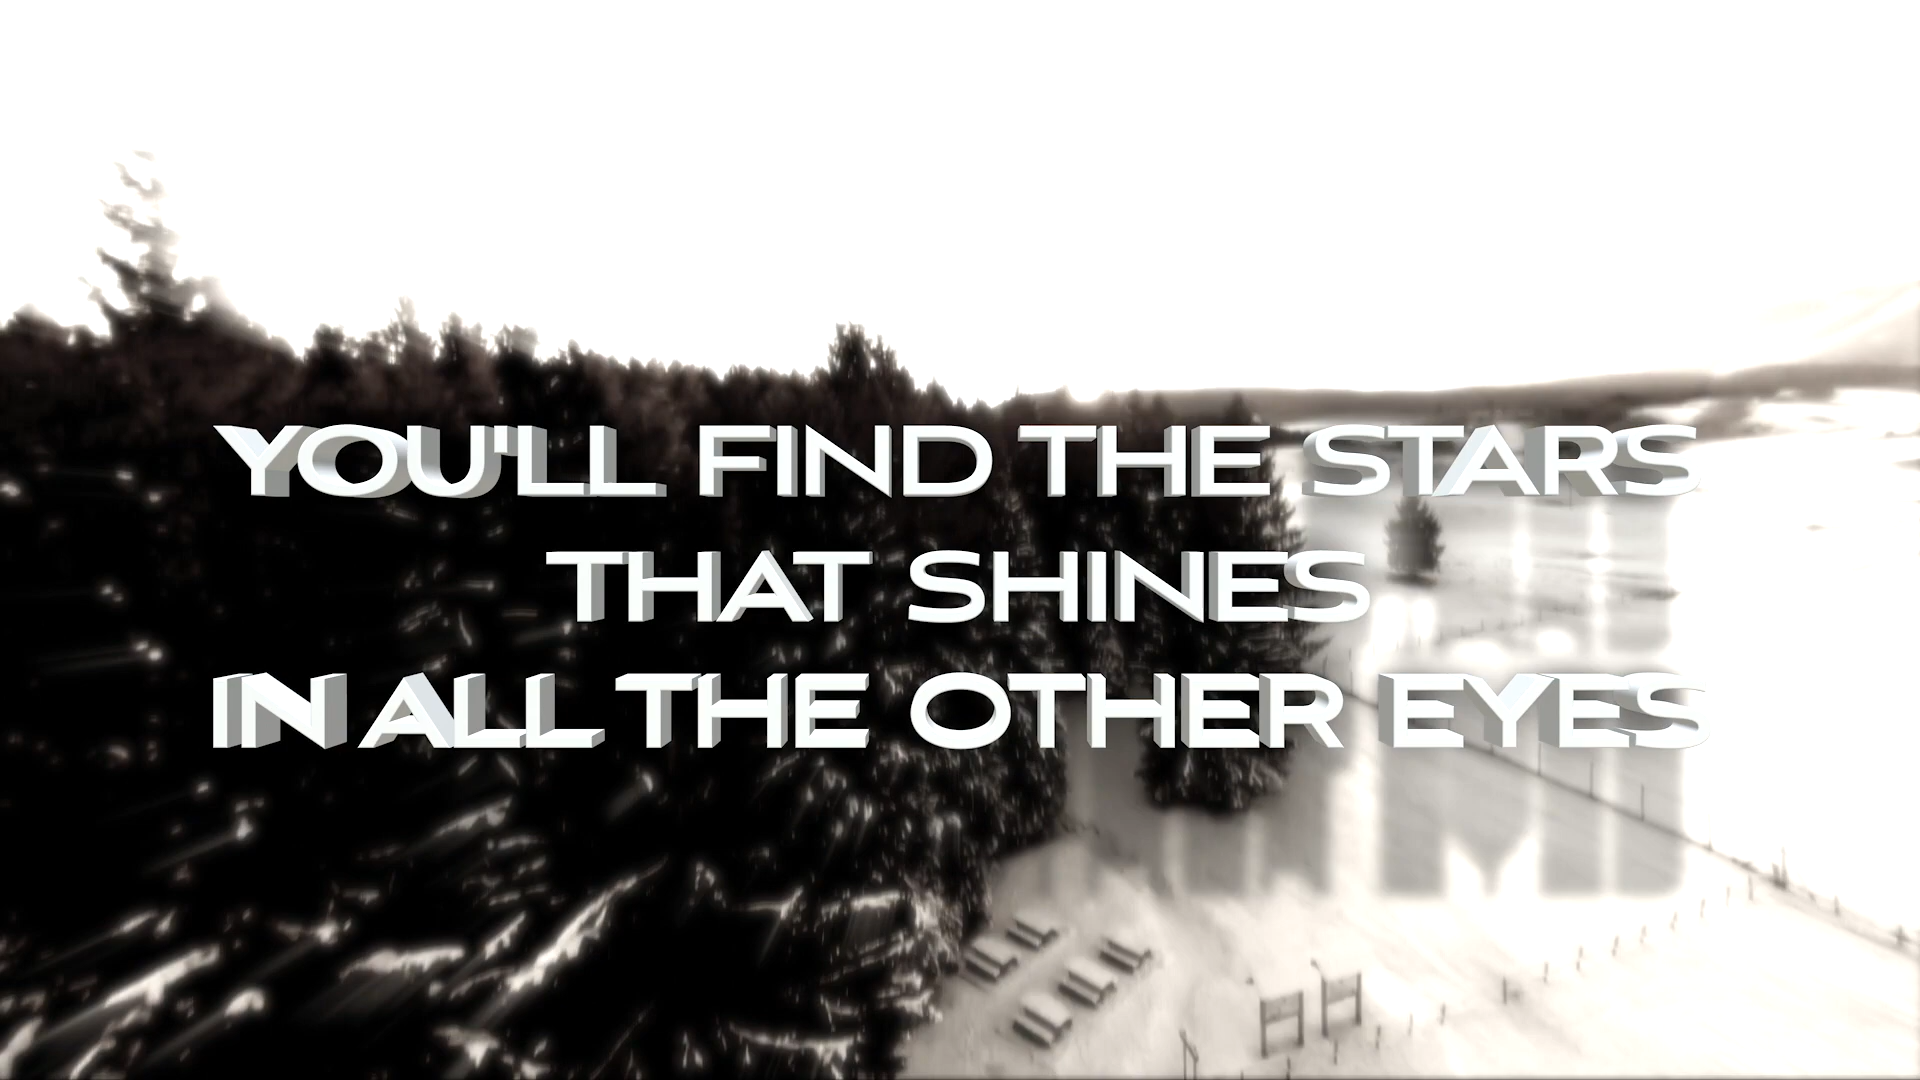 YOU'LL FIND THE STARS
THAT SHINES
IN ALL THE OTHER EYES